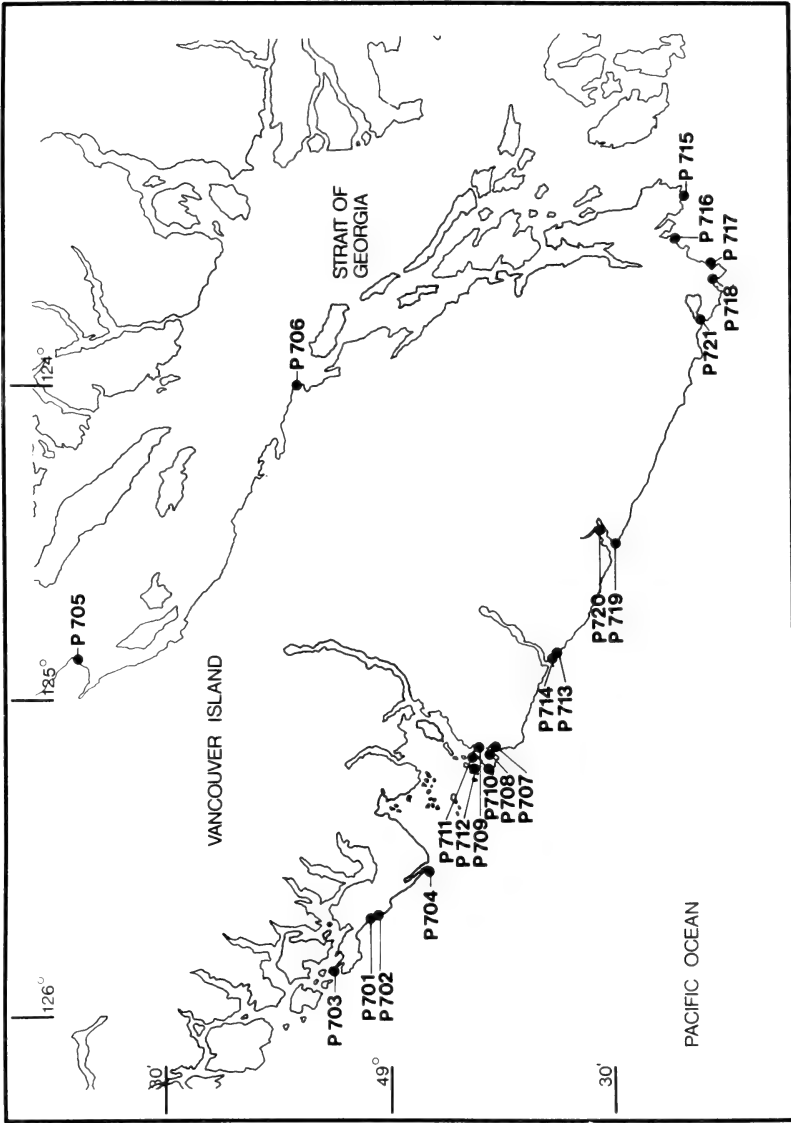 124°
125°
126°
30'
49°
30'
STRAIT OF
GEORGIA
VANCOUVER ISLAND
PACIFIC OCEAN
P 705
P 706
P 715
P 716
P 717
P 718
P 721
P 720
P 719
P 714
P 713
P 711
P 712
P 709
P 710
P 708
P 707
P 704
P 703
P 701
P 702